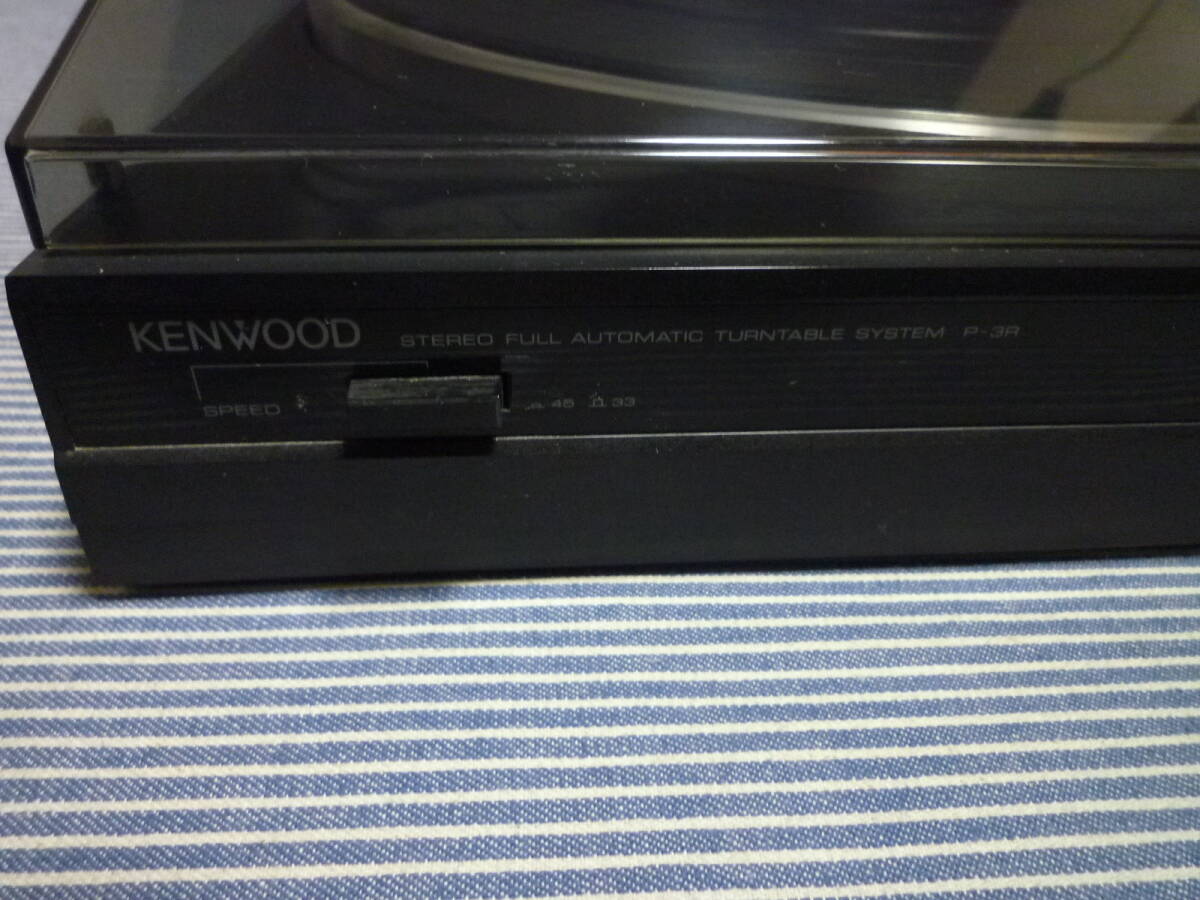 KENWOOD STEREO FULL AUTOMATIC TURNTABLE SYSTEM P-3R
SPEED 45 33